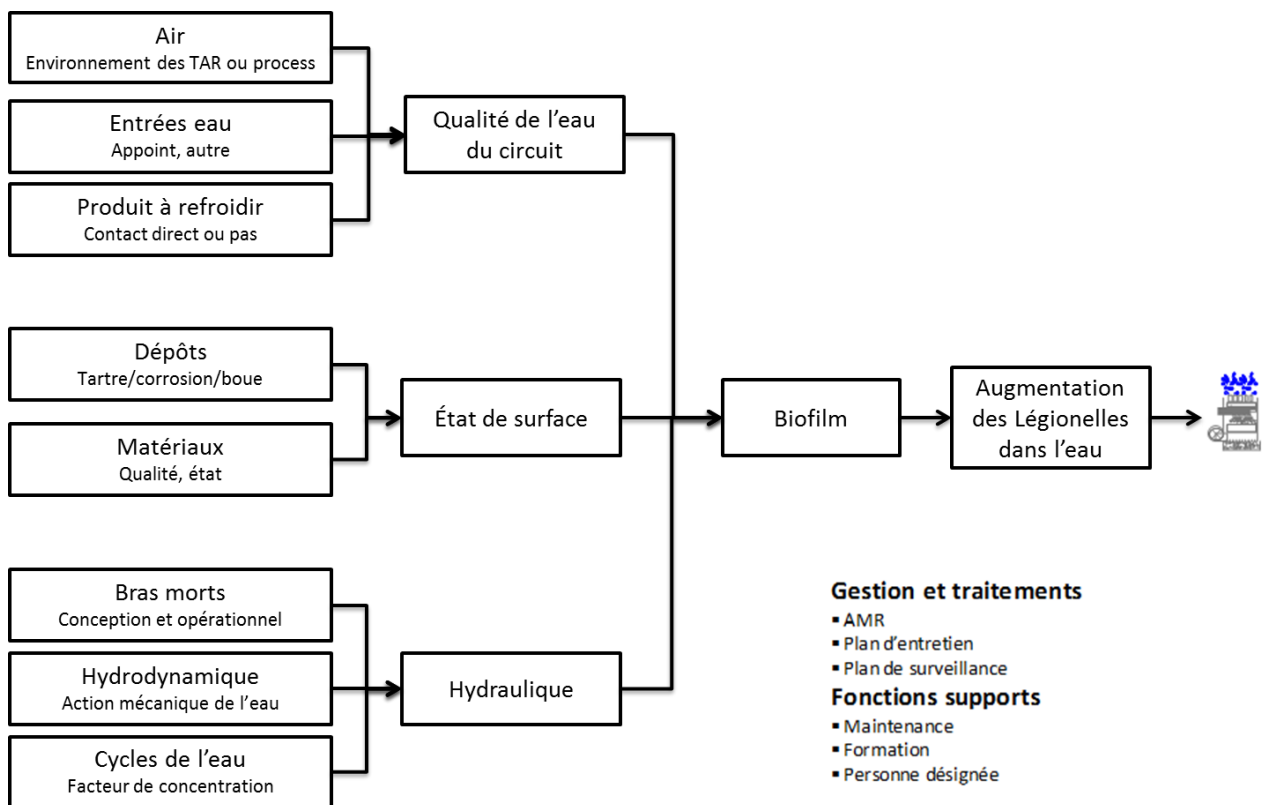 Air
Environnement des TAR ou process
Entrées eau
Appoint, autre
Produit à refroidir
Contact direct ou pas
Qualité de l’eau
du circuit
Dépôts
Tartre/corrosion/boue
Matériaux
Qualité, état
État de surface
Biofilm
Augmentation
des Légionelles
dans l’eau
Bras morts
Conception et opérationnel
Hydrodynamique
Action mécanique de l’eau
Cycles de l’eau
Facteur de concentration
Hydraulique
Gestion et traitements
▪ AMR
▪ Plan d’entretien
▪ Plan de surveillance
Fonctions supports
▪ Maintenance
▪ Formation
▪ Personne désignée